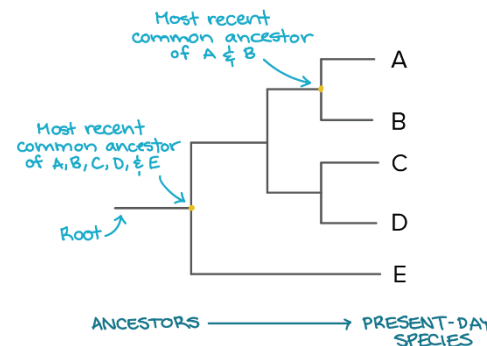 Most recent
common ancestor
of A & B
A
B
Most recent
common ancestor
of A, B, C, D, & E
C
D
Root
E
ANCESTORS
PRESENT-DAY
SPECIES